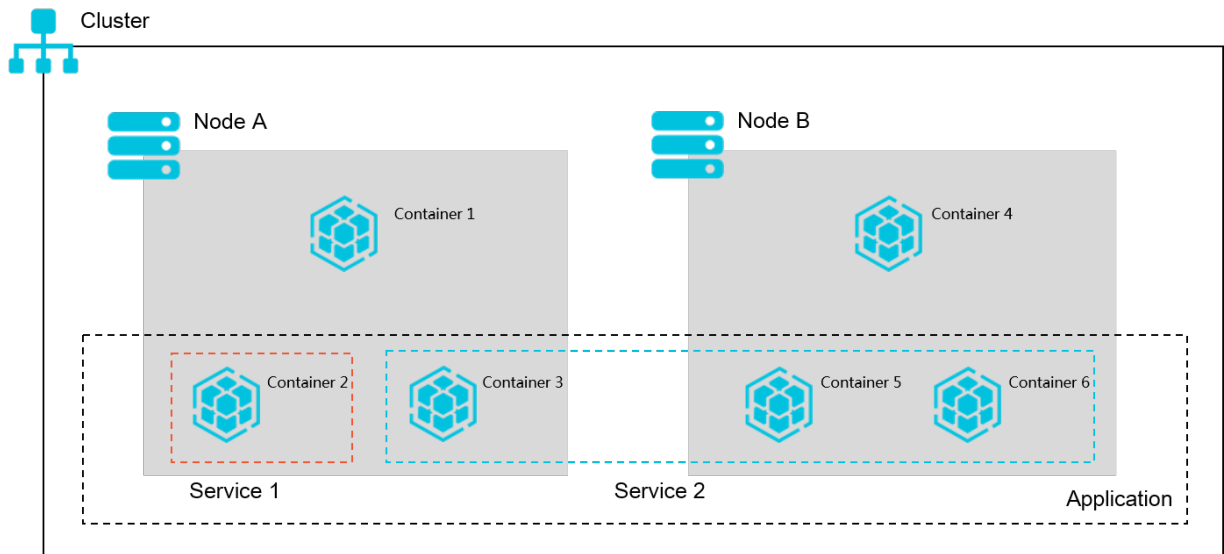 Cluster
Node A
Node B
Container 1
Container 4
Container 2
Container 3
Container 5
Container 6
Service 1
Service 2
Application